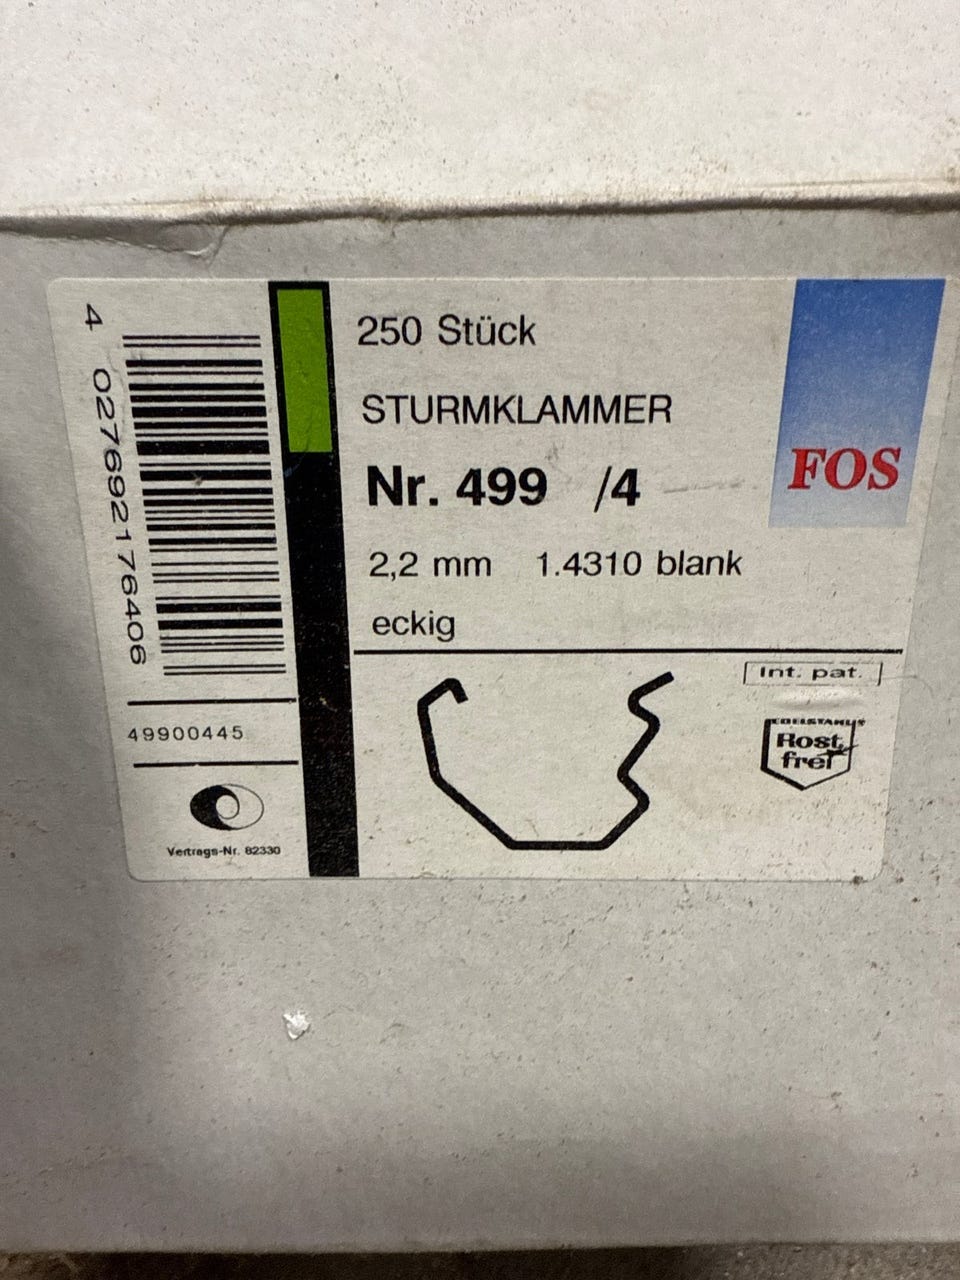 4 027692 176406
49900445
Vertrags-Nr. 82330
250 Stück
STURMKLAMMER
Nr. 499 /4
2,2 mm 1.4310 blank
eckig
FOS
Int. pat.
EDELSTAHL
Rost
frei